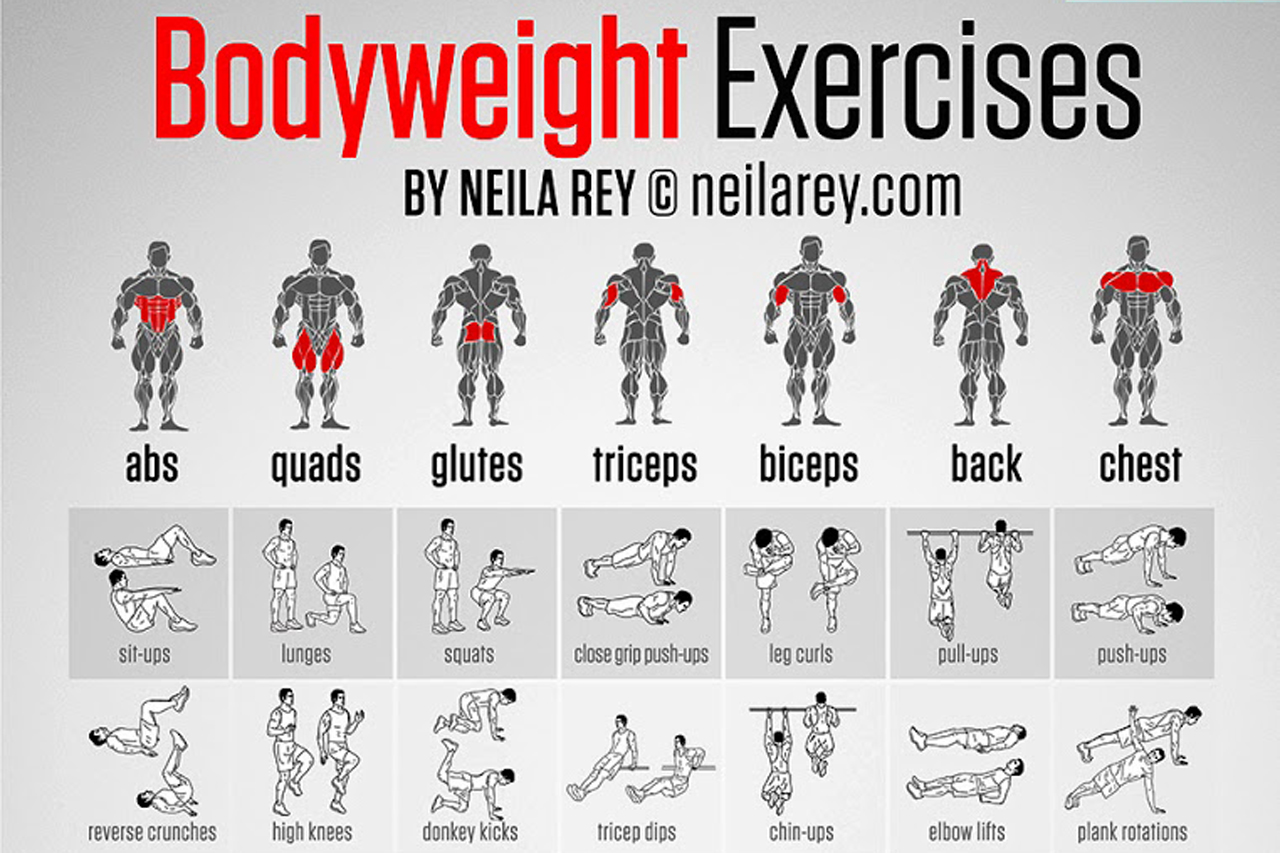 Bodyweight Exercises
BY NEILA REY © neilarey.com
abs quads glutes triceps biceps back chest
sit-ups lunges squats close grip push-ups leg curls pull-ups push-ups
reverse crunches high knees donkey kicks tricep dips chin-ups elbow lifts plank rotations